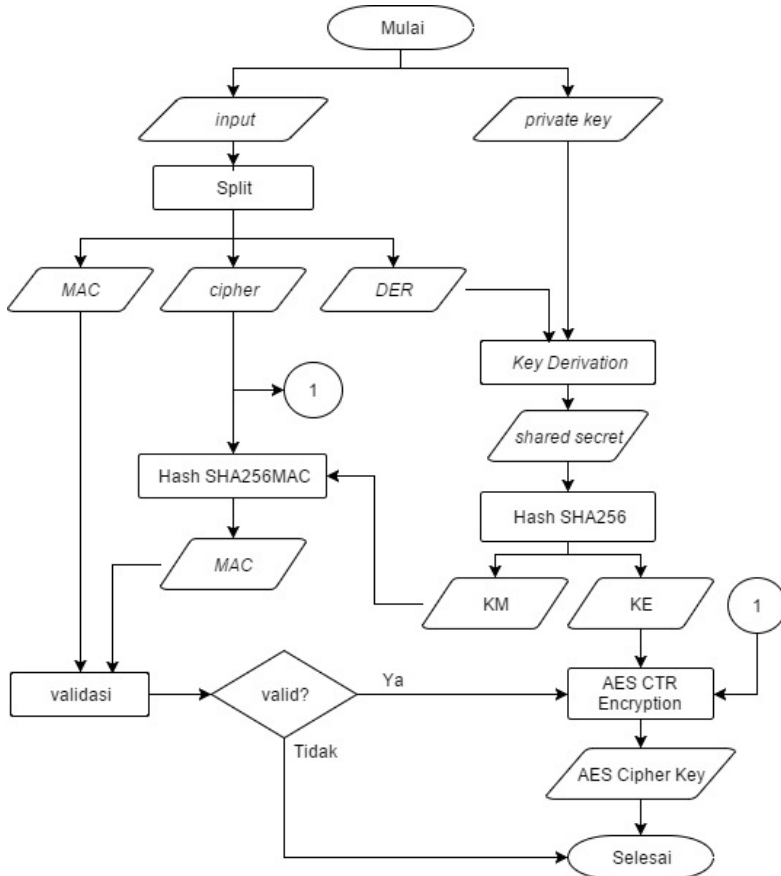 Mulai
input
private key
Split
MAC
cipher
DER
Key Derivation
1
shared secret
Hash SHA256MAC
Hash SHA256
MAC
KM
KE
1
validasi
valid?
Ya
AES CTR
Encryption
Tidak
AES Cipher Key
Selesai